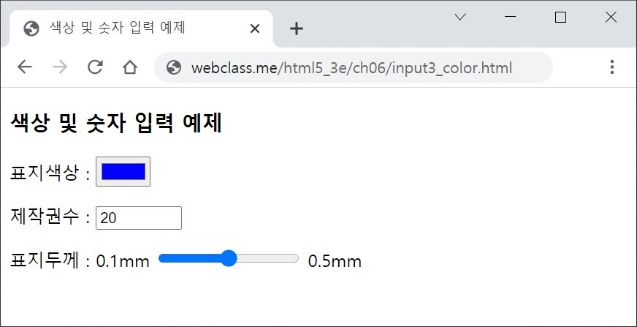 색상 및 숫자 입력 예제
webclass.me/html5_3e/ch06/input3_color.html
색상 및 숫자 입력 예제
표지색상 :
제작권수 : 20
표지두께 : 0.1mm 0.5mm